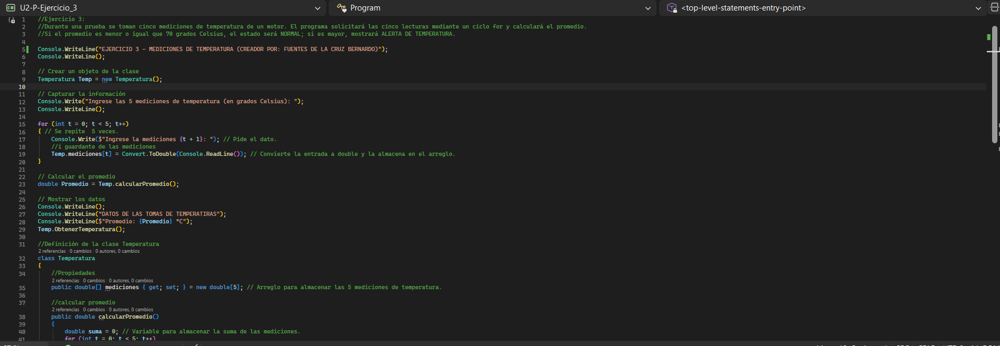 U2-P-Ejercicio_3 Program <top-level-statements-entry-point>
1 //Ejercicio 3:
2 //Durante una prueba se toman cinco mediciones de temperatura de un motor. El programa solicitará las cinco lecturas mediante un ciclo for y calculará el promedio.
3 //Si el promedio es menor o igual que 70 grados Celsius, el estado será NORMAL; si es mayor, mostrará ALERTA DE TEMPERATURA.
4
5 Console.WriteLine("EJERCICIO 3 - MEDICIONES DE TEMPERATURA (CREADOR POR: FUENTES DE LA CRUZ BERNARDO)");
6 Console.WriteLine();
7
8 // Crear un objeto de la clase
9 Temperatura Temp = new Temperatura();
10
11 // Capturar la información
12 Console.Write("Ingrese las 5 mediciones de temperatura (en grados Celsius): ");
13 Console.WriteLine();
14
15 for (int t = 0; t < 5; t++)
16 { // Se repite  5 veces.
17 Console.Write($"Ingrese la mediciones {t + 1}: "); // Pide el dato.
18 //i guardante de las mediciones
19 Temp.mediciones[t] = Convert.ToDouble(Console.ReadLine()); // Convierte la entrada a double y la almacena en el arreglo.
20 }
21
22 // Calcular el promedio
23 double Promedio = Temp.calcularPromedio();
24
25 // Mostrar los datos
26 Console.WriteLine();
27 Console.WriteLine("DATOS DE LAS TOMAS DE TEMPERATIRAS");
28 Console.WriteLine($"Promedio: {Promedio} °C");
29 Temp.ObtenerTemperatura();
30
31 //Definición de la clase Temperatura
2 referencias | 0 cambios | 0 autores, 0 cambios
32 class Temperatura
33 {
34 //Propiedades
2 referencias | 0 cambios | 0 autores, 0 cambios
35 public double[] mediciones { get; set; } = new double[5]; // Arreglo para almacenar las 5 mediciones de temperatura.
36
37 //calcular promedio
2 referencias | 0 cambios | 0 autores, 0 cambios
38 public double calcularPromedio()
39 {
40 double suma = 0; // Variable para almacenar la suma de las mediciones.
41 for (int t = 0; t < 5; t++)